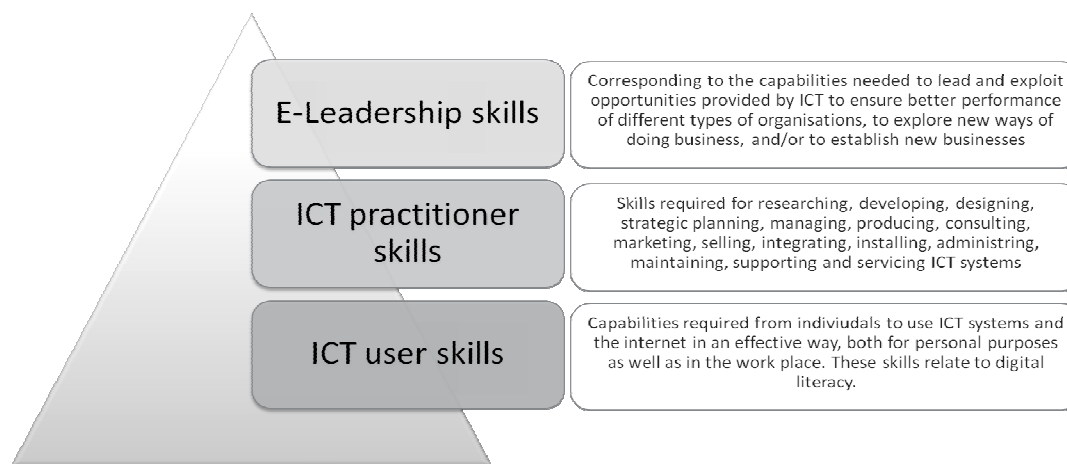 E-Leadership skills
Corresponding to the capabilities needed to lead and exploit
opportunities provided by ICT to ensure better performance
of different types of organisations, to explore new ways of
doing business, and/or to establish new businesses
ICT practitioner
skills
Skills required for researching, developing, designing,
strategic planning, managing, producing, consulting,
marketing, selling, integrating, installing, administring,
maintaining, supporting and servicing ICT systems
ICT user skills
Capabilities required from indiviudals to use ICT systems and
the internet in an effective way, both for personal purposes
as well as in the work place. These skills relate to digital
literacy.